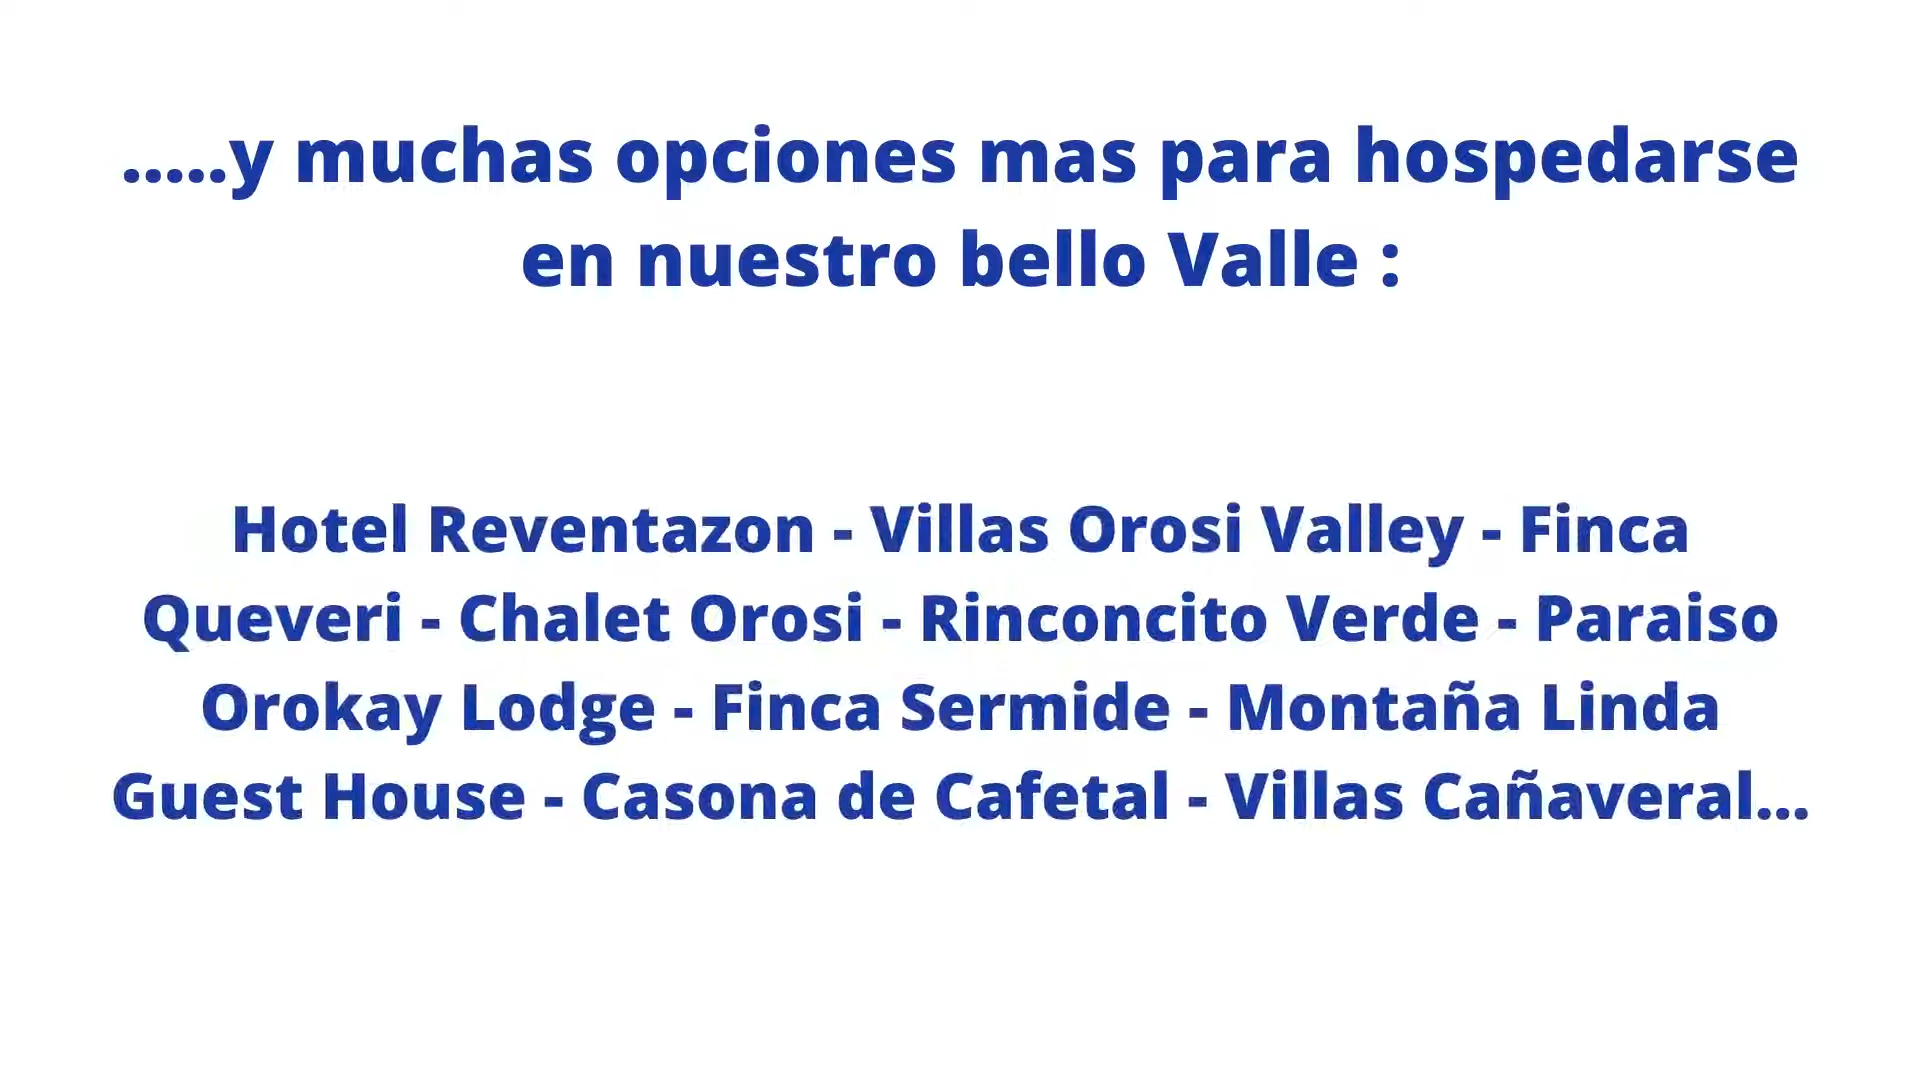 .....y muchas opciones mas para hospedarse
en nuestro bello Valle :
Hotel Reventazon - Villas Orosi Valley - Finca
Queveri - Chalet Orosi - Rinconcito Verde - Paraiso
Orokay Lodge - Finca Sermide - Montaña Linda
Guest House - Casona de Cafetal - Villas Cañaveral...